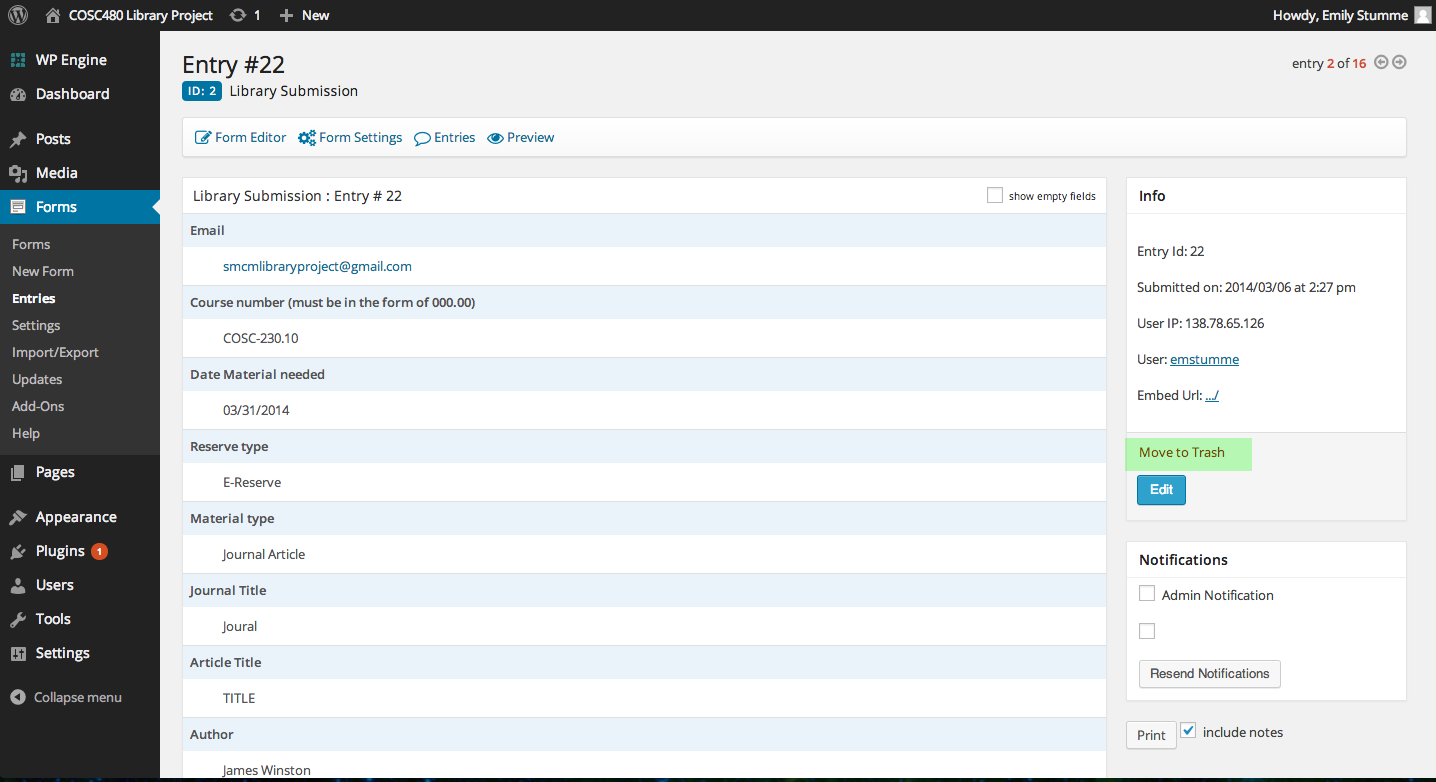 COSC480 Library Project 1 New Howdy, Emily Stumme
WP Engine
Dashboard
Posts
Media
Forms
Forms
New Form
Entries
Settings
Import/Export
Updates
Add-Ons
Help
Pages
Appearance
Plugins 1
Users
Tools
Settings
Collapse menu
Entry #22
entry 2 of 16
ID: 2 Library Submission
Form Editor Form Settings Entries Preview
Library Submission : Entry # 22 show empty fields
Email
smcmlibraryproject@gmail.com
Course number (must be in the form of 000.00)
COSC-230.10
Date Material needed
03/31/2014
Reserve type
E-Reserve
Material type
Journal Article
Journal Title
Joural
Article Title
TITLE
Author
James Winston
Info
Entry Id: 22
Submitted on: 2014/03/06 at 2:27 pm
User IP: 138.78.65.126
User: emstumme
Embed Url: .../
Move to Trash
Edit
Notifications
Admin Notification
Resend Notifications
Print include notes